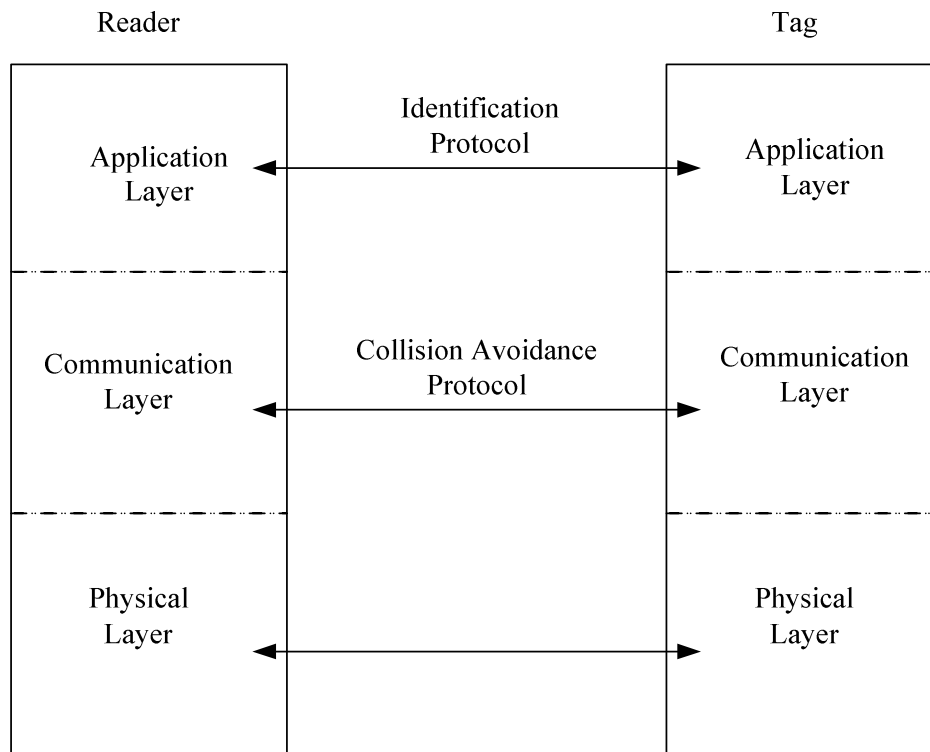 Reader
Tag
Identification
Protocol
Application
Layer
Application
Layer
Collision Avoidance
Protocol
Communication
Layer
Communication
Layer
Physical
Layer
Physical
Layer